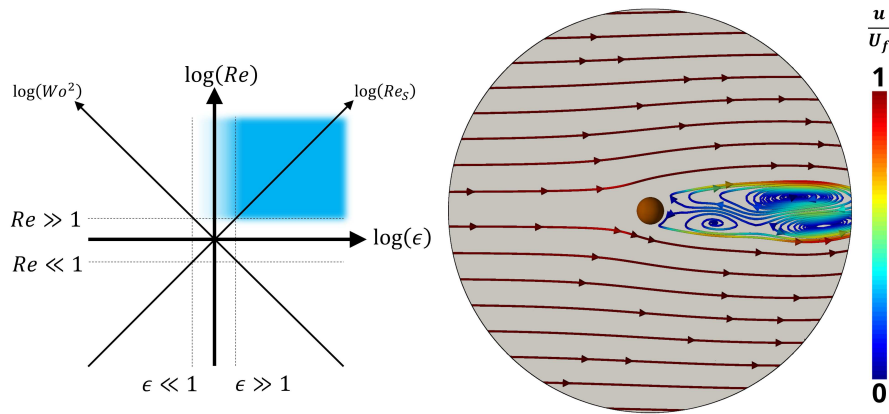 log(Re)
log(Wo²)
log(Re_S)
Re ≫ 1
log(ϵ)
Re ≪ 1
ϵ ≪ 1
ϵ ≫ 1
u
U_f
1
0